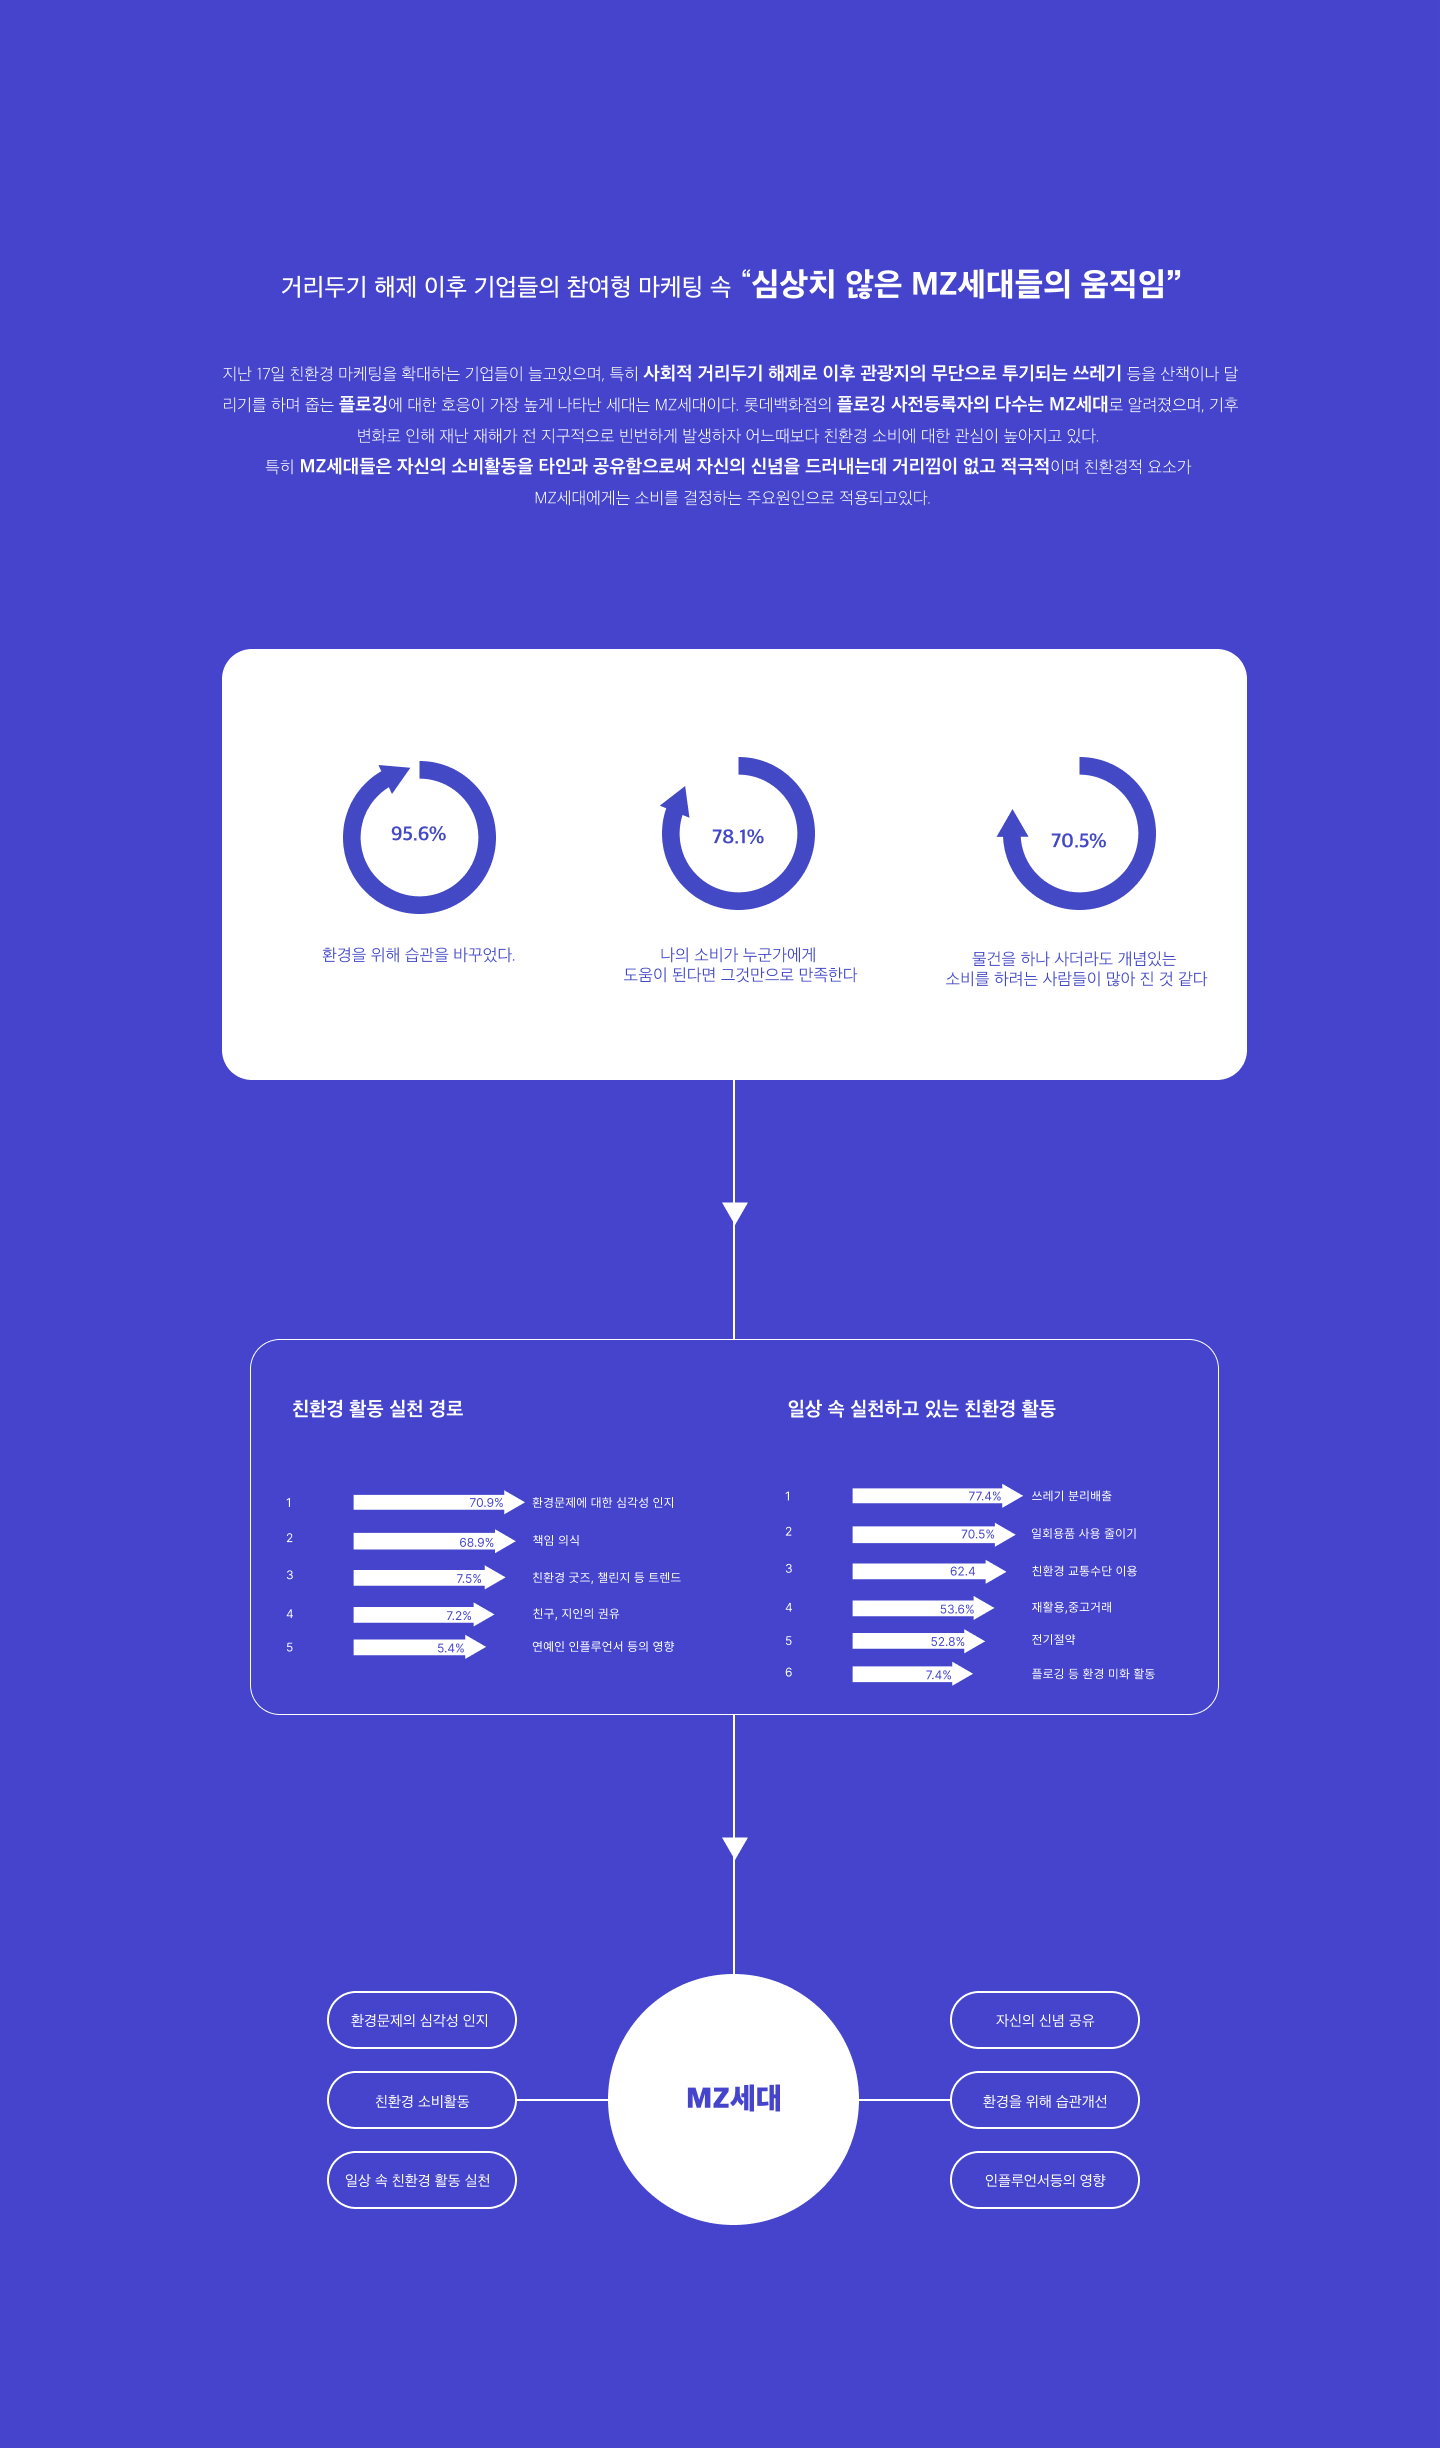 거리두기 해제 이후 기업들의 참여형 마케팅 속 “심상치 않은 MZ세대들의 움직임”
지난 17일 친환경 마케팅을 확대하는 기업들이 늘고있으며, 특히 사회적 거리두기 해제로 이후 관광지의 무단으로 투기되는 쓰레기 등을 산책이나 달
리기를 하며 줍는 플로깅에 대한 호응이 가장 높게 나타난 세대는 MZ세대이다. 롯데백화점의 플로깅 사전등록자의 다수는 MZ세대로 알려졌으며, 기후
변화로 인해 재난 재해가 전 지구적으로 빈번하게 발생하자 어느때보다 친환경 소비에 대한 관심이 높아지고 있다.
특히 MZ세대들은 자신의 소비활동을 타인과 공유함으로써 자신의 신념을 드러내는데 거리낌이 없고 적극적이며 친환경적 요소가
MZ세대에게는 소비를 결정하는 주요원인으로 적용되고있다.
95.6%
환경을 위해 습관을 바꾸었다.
78.1%
나의 소비가 누군가에게
도움이 된다면 그것만으로 만족한다
70.5%
물건을 하나 사더라도 개념있는
소비를 하려는 사람들이 많아 진 것 같다
친환경 활동 실천 경로
1 70.9% 환경문제에 대한 심각성 인지
2 68.9% 책임 의식
3 7.5% 친환경 굿즈, 챌린지 등 트렌드
4 7.2% 친구, 지인의 권유
5 5.4% 연예인 인플루언서 등의 영향
일상 속 실천하고 있는 친환경 활동
1 77.4% 쓰레기 분리배출
2 70.5% 일회용품 사용 줄이기
3 62.4 친환경 교통수단 이용
4 53.6% 재활용,중고거래
5 52.8% 전기절약
6 7.4% 플로깅 등 환경 미화 활동
환경문제의 심각성 인지
친환경 소비활동
일상 속 친환경 활동 실천
MZ세대
자신의 신념 공유
환경을 위해 습관개선
인플루언서등의 영향